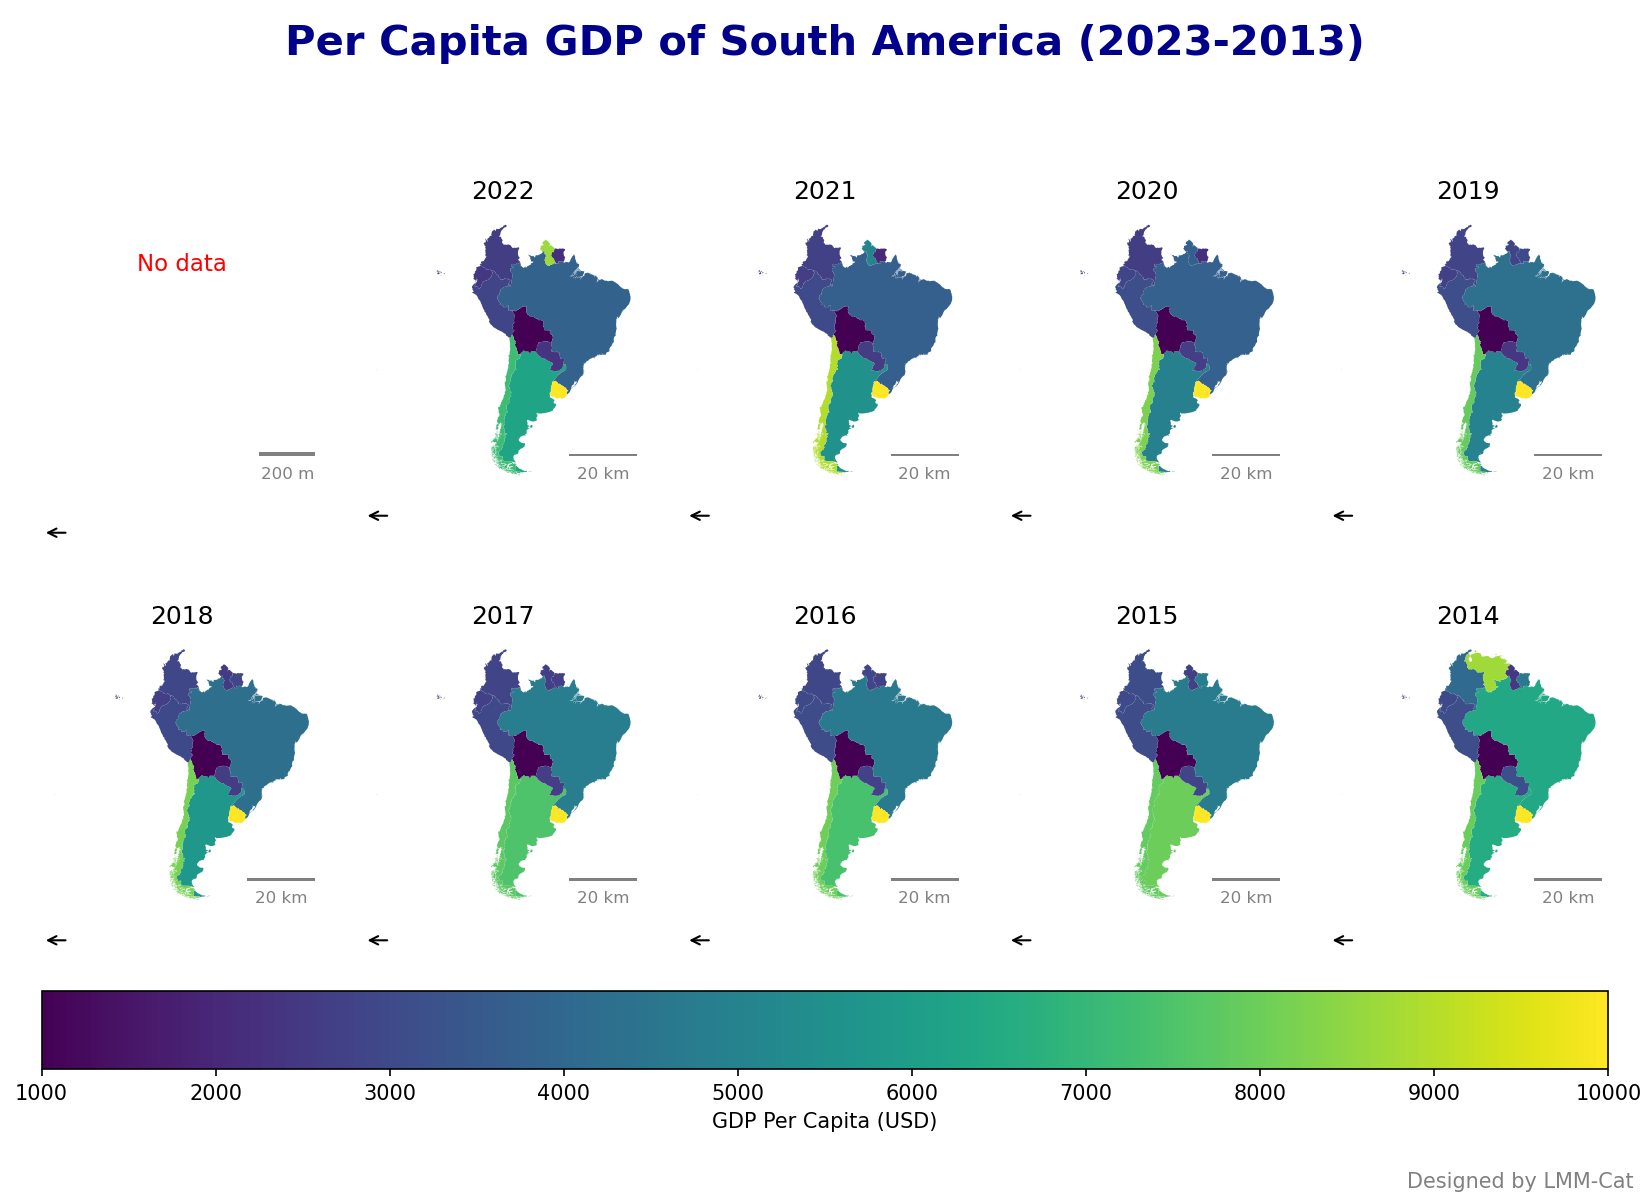 Per Capita GDP of South America (2023-2013)
2022
2021
2020
2019
No data
200 m
20 km
20 km
20 km
20 km
2018
2017
2016
2015
2014
20 km
20 km
20 km
20 km
20 km
1000 2000 3000 4000 5000 6000 7000 8000 9000 10000
GDP Per Capita (USD)
Designed by LMM-Cat